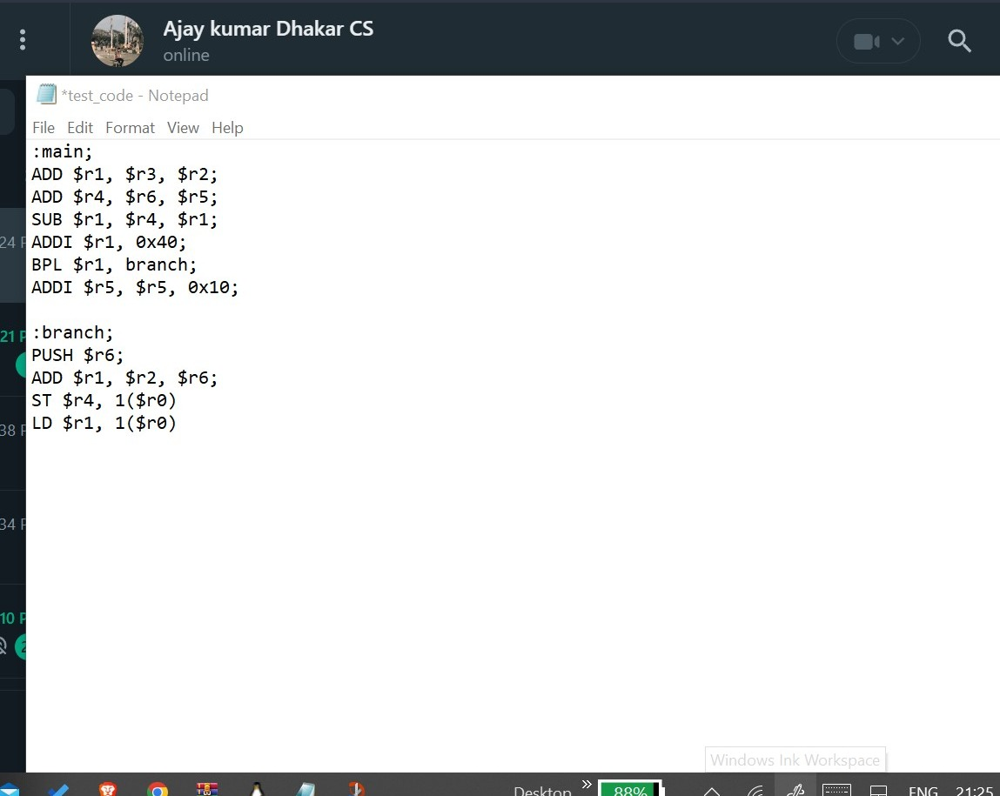 Ajay kumar Dhakar CS
online
*test_code - Notepad
File Edit Format View Help
:main;
ADD $r1, $r3, $r2;
ADD $r4, $r6, $r5;
SUB $r1, $r4, $r1;
ADDI $r1, 0x40;
BPL $r1, branch;
ADDI $r5, $r5, 0x10;
:branch;
PUSH $r6;
ADD $r1, $r2, $r6;
ST $r4, 1($r0)
LD $r1, 1($r0)
24
21 P
38
34
10 P
2
Windows Ink Workspace
Desktop » 88% ENG 21:25